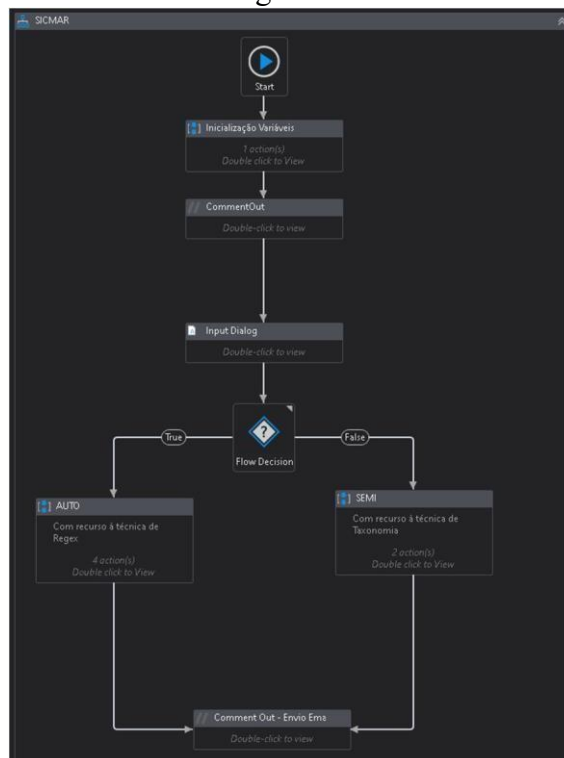 SICMAR
Start
Inicialização Variáveis
1 action(s)
Double click to View
CommentOut
Double-click to view
Input Dialog
Double-click to view
True
False
Flow Decision
AUTO
Com recurso à técnica de
Regex
4 action(s)
Double click to View
SEMI
Com recurso à técnica de
Taxonomia
2 action(s)
Double click to View
// Comment Out - Envio Ema
Double-click to view